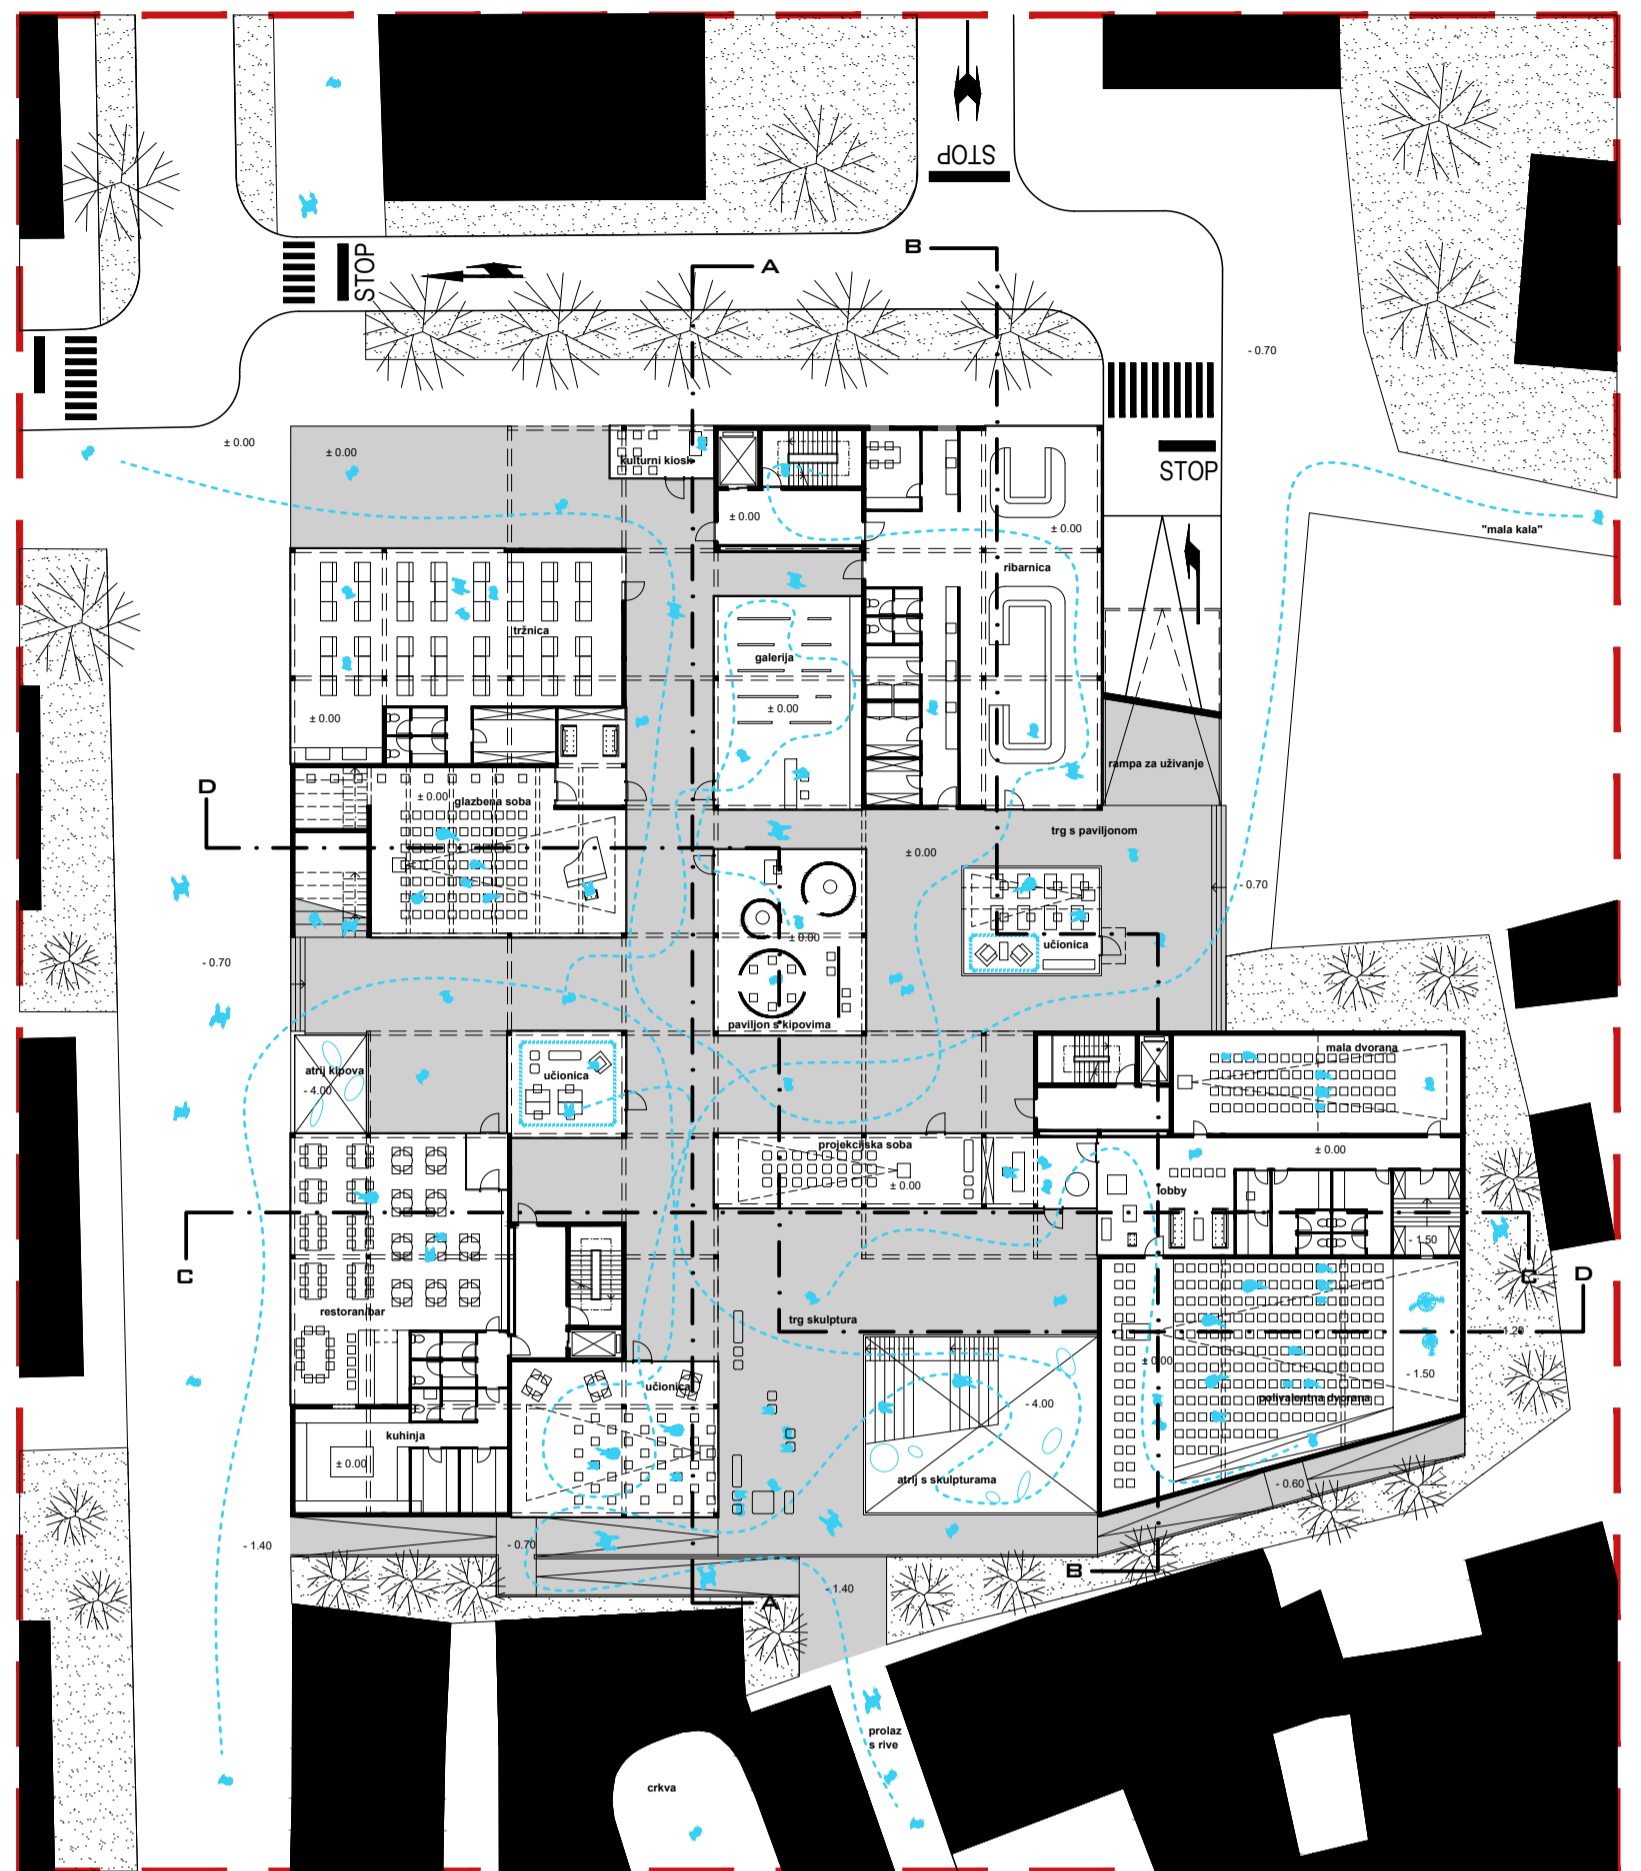 STOP
B
A
STOP
- 0.70
± 0.00
± 0.00
kulturni kiosk
STOP
± 0.00
± 0.00
"mala kala"
ribarnica
tržnica
galerija
± 0.00
± 0.00
rampa za uživanje
D
± 0.00
glazbena soba
trg s paviljonom
± 0.00
- 0.70
± 0.00
učionica
- 0.70
paviljon s kipovima
mala dvorana
atrij kipova
- 4.00
učionica
projekcijska soba
± 0.00
± 0.00
lobby
- 1.50
C
C
D
restoran/bar
trg skulptura
- 1.20
± 0.00
- 1.50
učionica
polivalentna dvorana
- 4.00
kuhinja
± 0.00
atrij s skulpturama
- 0.60
- 1.40
- 0.70
B
- 1.40
A
prolaz
s rive
crkva